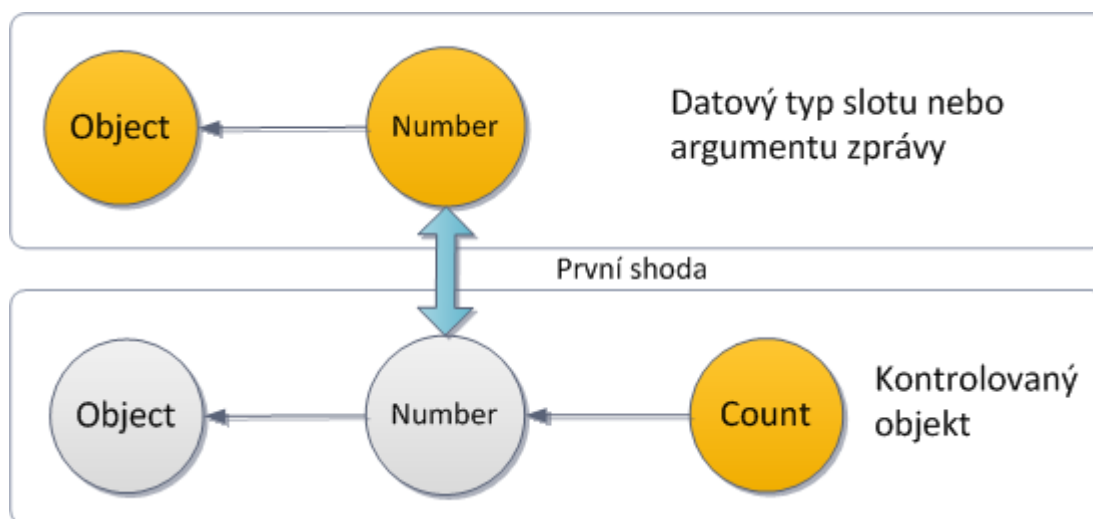 Object
Number
Datový typ slotu nebo
argumentu zprávy
První shoda
Object
Number
Count
Kontrolovaný
objekt